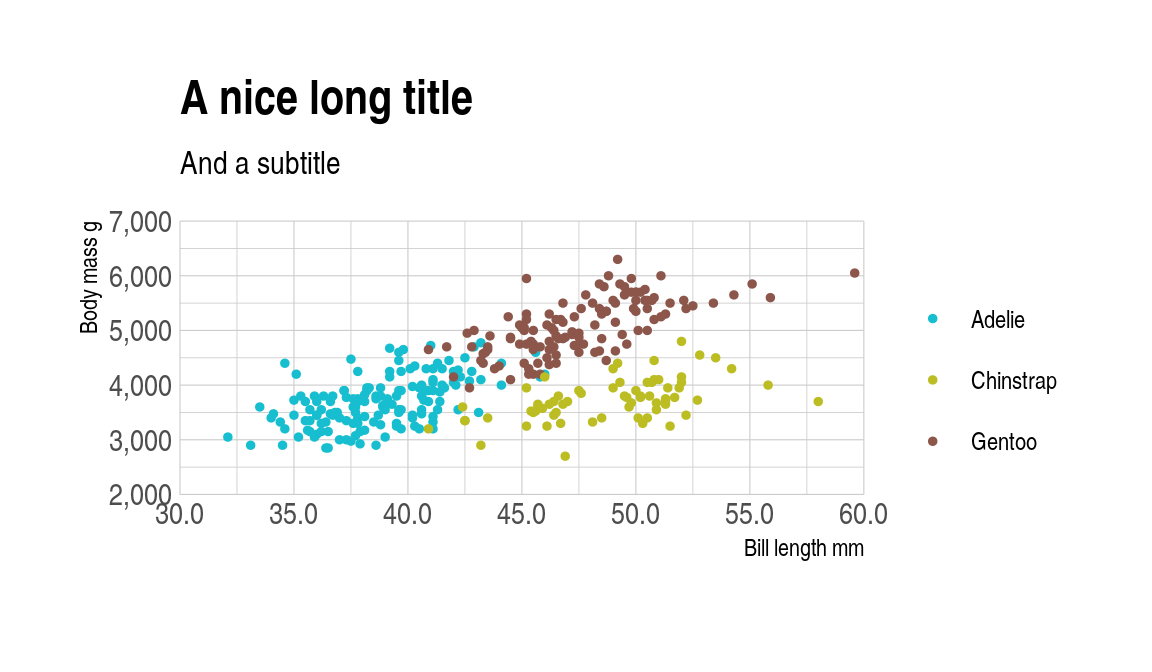 A nice long title
And a subtitle
Body mass g
7,000
6,000
5,000
4,000
3,000
2,000
30.0 35.0 40.0 45.0 50.0 55.0 60.0
Bill length mm
Adelie
Chinstrap
Gentoo